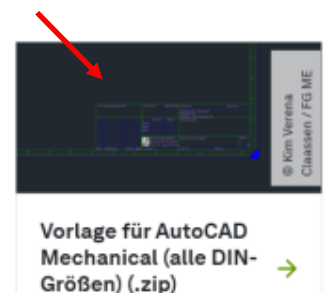 © Kim Verena
Claassen / FG ME
Vorlage für AutoCAD
Mechanical (alle DIN-
Größen) (.zip)